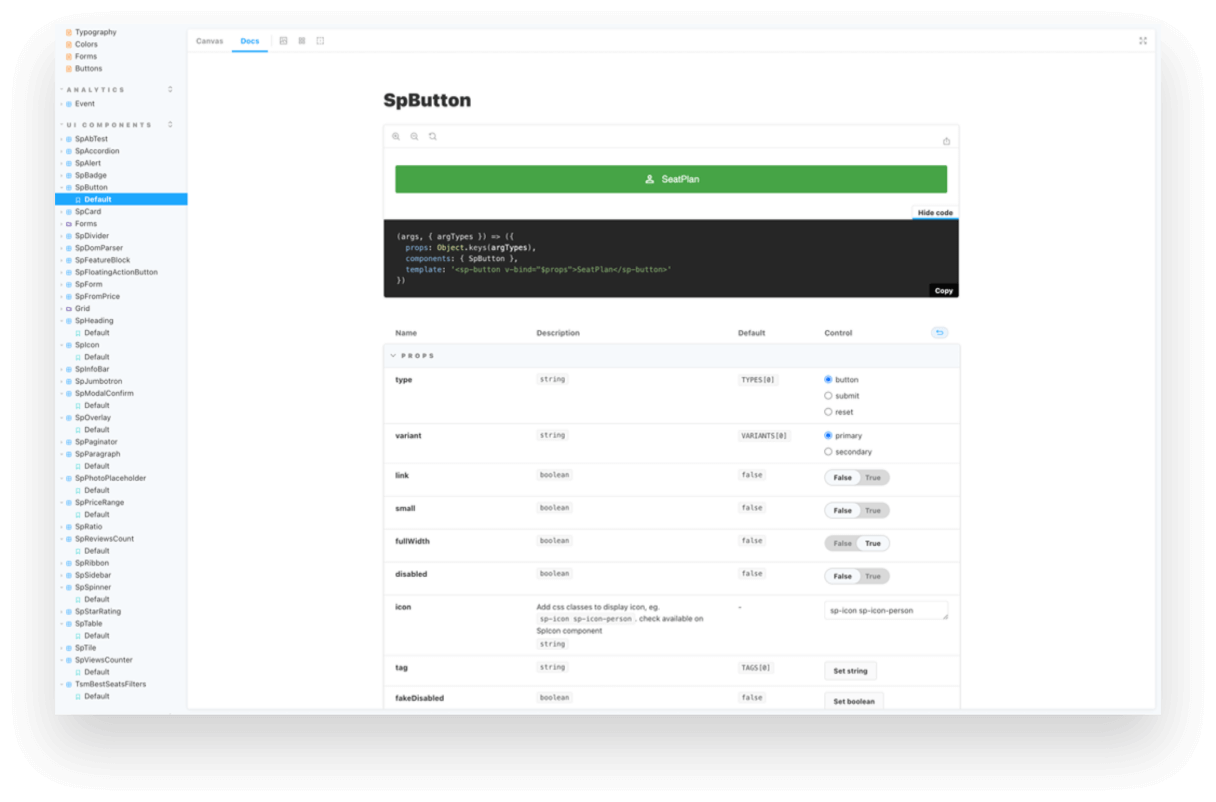 Typography
Colors
Forms
Buttons
ANALYTICS
Event
UI COMPONENTS
SpAbTest
SpAccordion
SpAlert
SpBadge
SpButton
Default
SpCard
Forms
SpDivider
SpDomParser
SpFeatureBlock
SpFloatingActionButton
SpForm
SpFromPrice
Grid
SpHeading
Default
SpIcon
Default
SpInfoBar
SpJumbotron
SpModalConfirm
Default
SpOverlay
Default
SpPaginator
SpParagraph
Default
SpPhotoPlaceholder
Default
SpPriceRange
Default
SpRatio
SpReviewsCount
Default
SpRibbon
SpSidebar
SpSpinner
Default
SpStarRating
SpTable
Default
SpTile
SpViewsCounter
Default
TsmBestSeatsFilters
Default
Canvas Docs
SpButton
SeatPlan
Hide code
(args, { argTypes }) => ({
props: Object.keys(argTypes),
components: { SpButton },
template: '<sp-button v-bind="$props">SeatPlan</sp-button>'
})
Copy
Name Description Default Control
PROPS
type string TYPES[0] button
submit
reset
variant string VARIANTS[0] primary
secondary
link boolean false False True
small boolean false False True
fullWidth boolean false False True
disabled boolean false False True
icon Add css classes to display icon, eg. - sp-icon sp-icon-person
sp-icon sp-icon-person , check available on
SpIcon component
string
tag string TAGS[0] Set string
fakeDisabled boolean false Set boolean